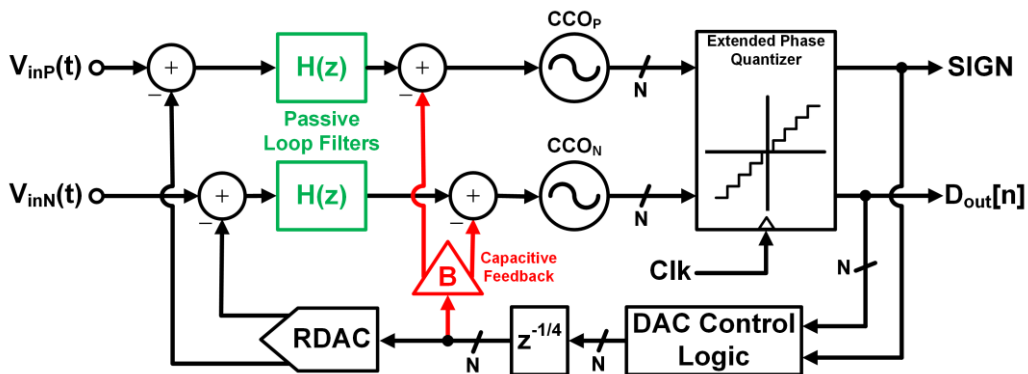 CCO_P
Extended Phase
Quantizer
V_inP(t)
+
−
H(z)
+
−
N
SIGN
Passive
Loop Filters
CCO_N
V_inN(t)
+
−
H(z)
+
−
N
D_out[n]
B
Capacitive
Feedback
Clk
N
RDAC
N
z^-1/4
N
DAC Control
Logic